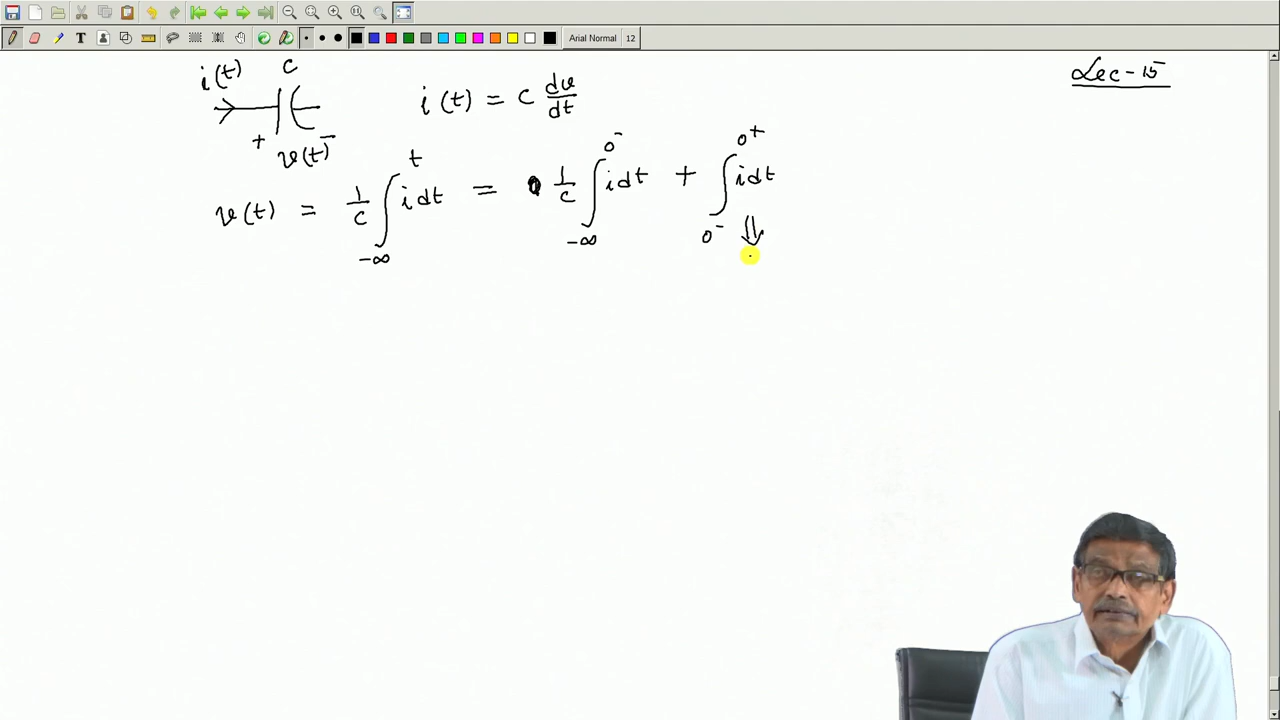 Arial Normal 12
Lec-15
i(t) C
+ v(t) -
i(t) = C dv/dt
v(t) = 1/C ∫_{-∞}^{t} i dt = 1/C ∫_{-∞}^{0^-} i dt + ∫_{0^-}^{0^+} i dt
⇓